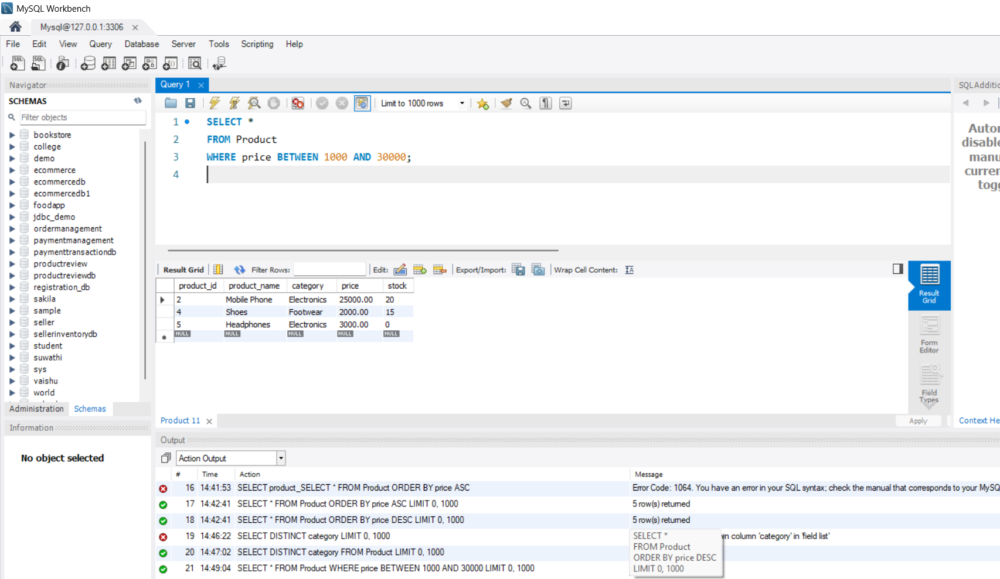 MySQL Workbench
Mysql@127.0.0.1:3306
File Edit View Query Database Server Tools Scripting Help
Navigator
SCHEMAS
Filter objects
bookstore
college
demo
ecommerce
ecommercedb
ecommercedb1
foodapp
jdbc_demo
ordermanagement
paymentmanagement
paymenttransactiondb
productreview
productreviewdb
registration_db
sakila
sample
seller
sellerinventorydb
student
suwathi
sys
vaishu
world
Administration Schemas
Information
No object selected
Query 1
Limit to 1000 rows
1 SELECT *
2 FROM Product
3 WHERE price BETWEEN 1000 AND 30000;
4
Result Grid Filter Rows: Edit: Export/Import: Wrap Cell Content:
product_id product_name category price stock
2 Mobile Phone Electronics 25000.00 20
4 Shoes Footwear 2000.00 15
5 Headphones Electronics 3000.00 0
NULL NULL NULL NULL NULL
Result
Grid
Form
Editor
Field
Types
Product 11
Apply
SQLAdditio
Autor
disable
manu
currer
togg
Context He
Output
Action Output
# Time Action Message
16 14:41:53 SELECT product_SELECT * FROM Product ORDER BY price ASC Error Code: 1064. You have an error in your SQL syntax; check the manual that corresponds to your MySQ
17 14:42:41 SELECT * FROM Product ORDER BY price ASC LIMIT 0, 1000 5 row(s) returned
18 14:42:41 SELECT * FROM Product ORDER BY price DESC LIMIT 0, 1000 5 row(s) returned
19 14:46:22 SELECT DISTINCT category LIMIT 0, 1000 wn column 'category' in 'field list'
20 14:47:02 SELECT DISTINCT category FROM Product LIMIT 0, 1000
21 14:49:04 SELECT * FROM Product WHERE price BETWEEN 1000 AND 30000 LIMIT 0, 1000
SELECT *
FROM Product
ORDER BY price DESC
LIMIT 0, 1000